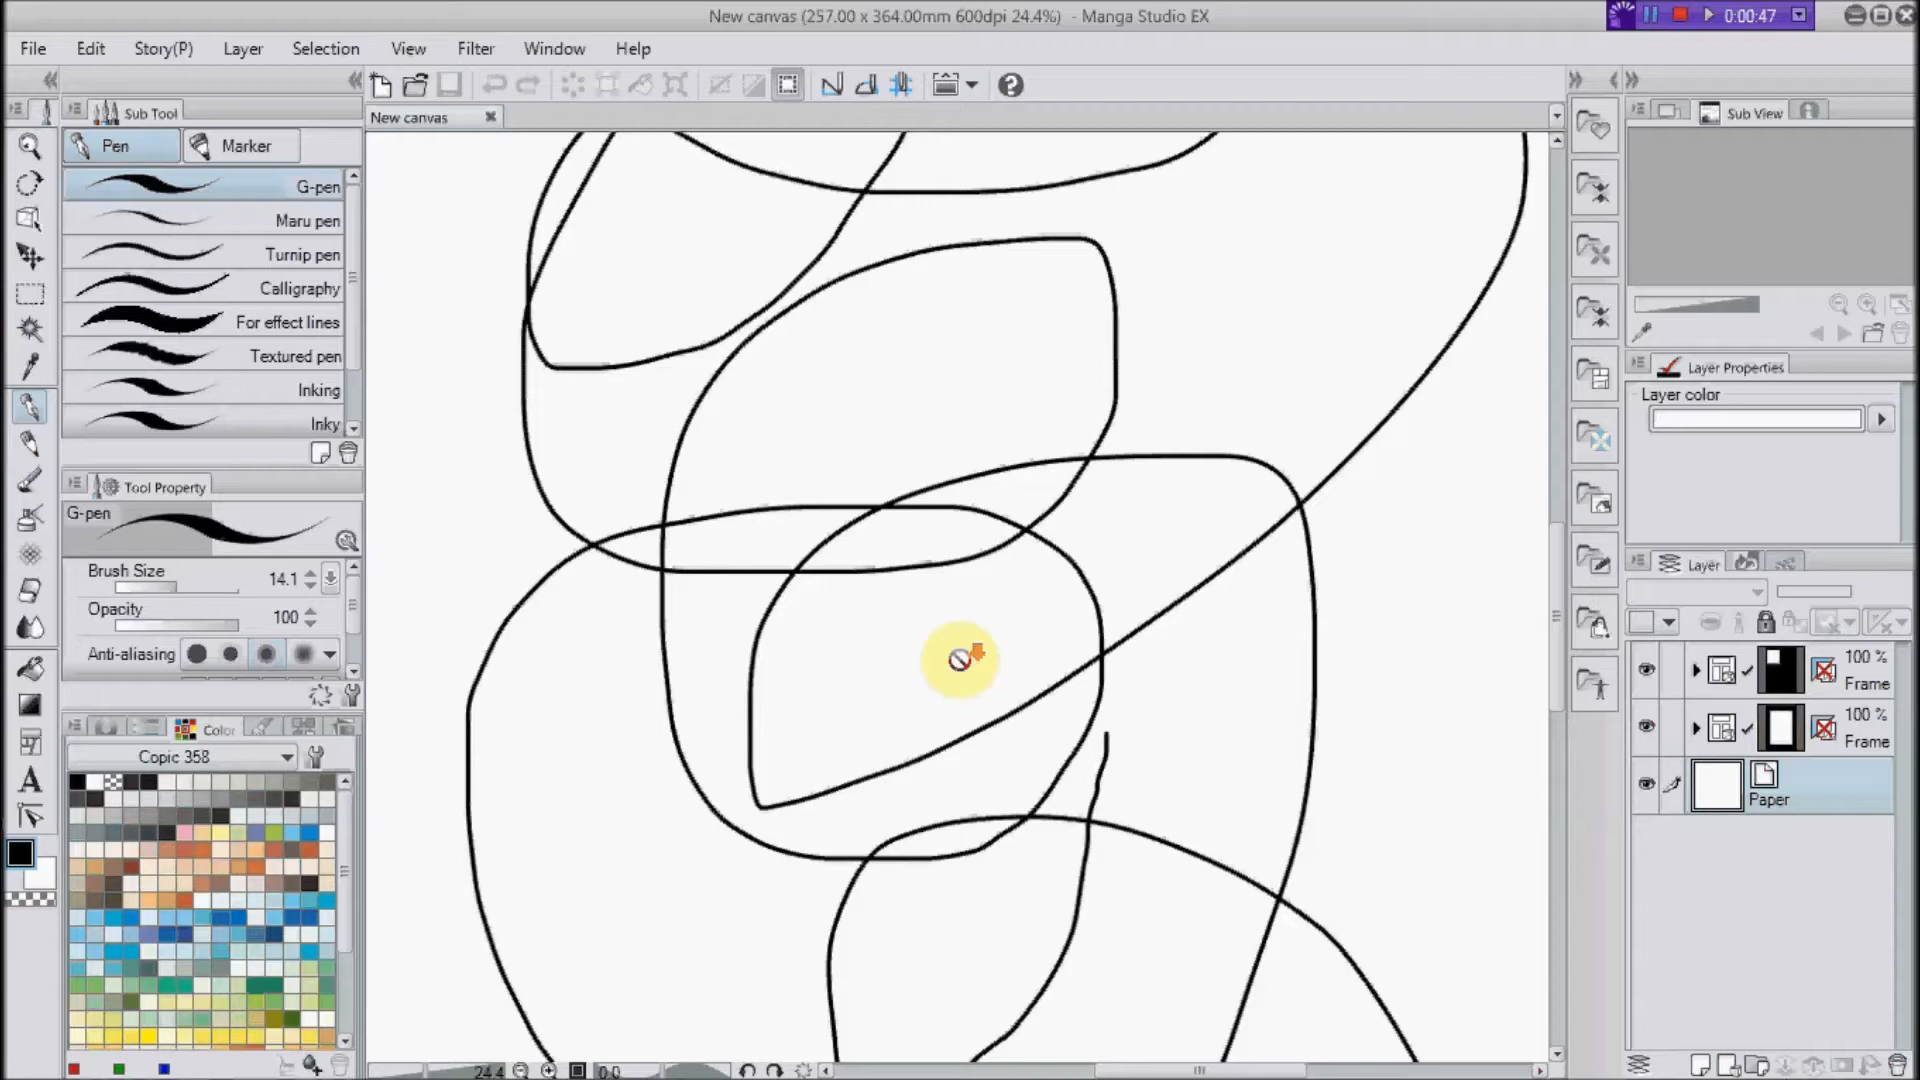 New canvas (257.00 x 364.00mm 600dpi 24.4%) - Manga Studio EX
0:00:47
File Edit Story(P) Layer Selection View Filter Window Help
Sub Tool
New canvas
Sub View
Pen
Marker
G-pen
Maru pen
Turnip pen
Calligraphy
For effect lines
Textured pen
Inking
Inky
Tool Property
G-pen
Brush Size 14.1
Opacity 100
Anti-aliasing
Color
Copic 358
Layer Properties
Layer color
Layer
100 %
Frame
100 %
Frame
Paper
A
24.4
0.0